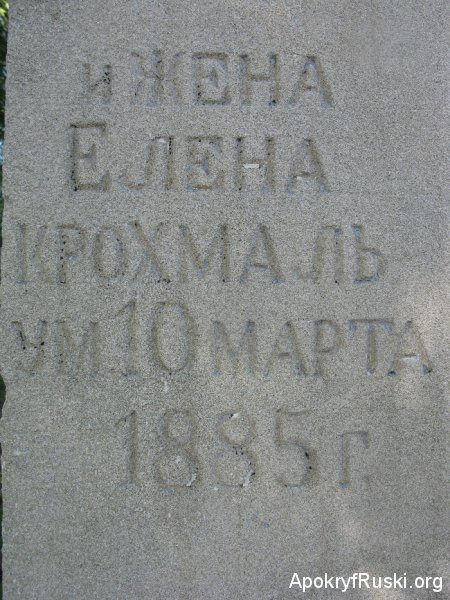 и ЖЕНА
ЕЛЕНА
КРОХМАЛЬ
УМ 10 МАРТА
1885 Г.
ApokryfRuski.org